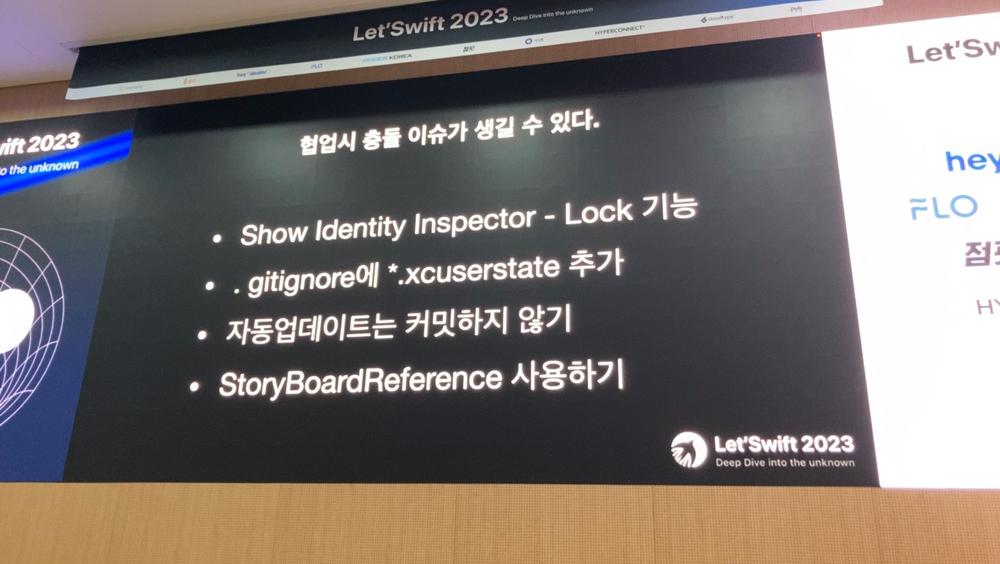 Let'Swift 2023 Deep Dive into the unknown
FLO
FINDER KOREA
HYPERCONNECT
cloudtype
wift 2023
o the unknown
협업시 충돌 이슈가 생길 수 있다.
• Show Identity Inspector - Lock 기능
• . gitignore에 *.xcuserstate 추가
• 자동업데이트는 커밋하지 않기
• StoryBoardReference 사용하기
Let'Swift 2023
Deep Dive into the unknown
Let'Sw
hey
FLO
HY